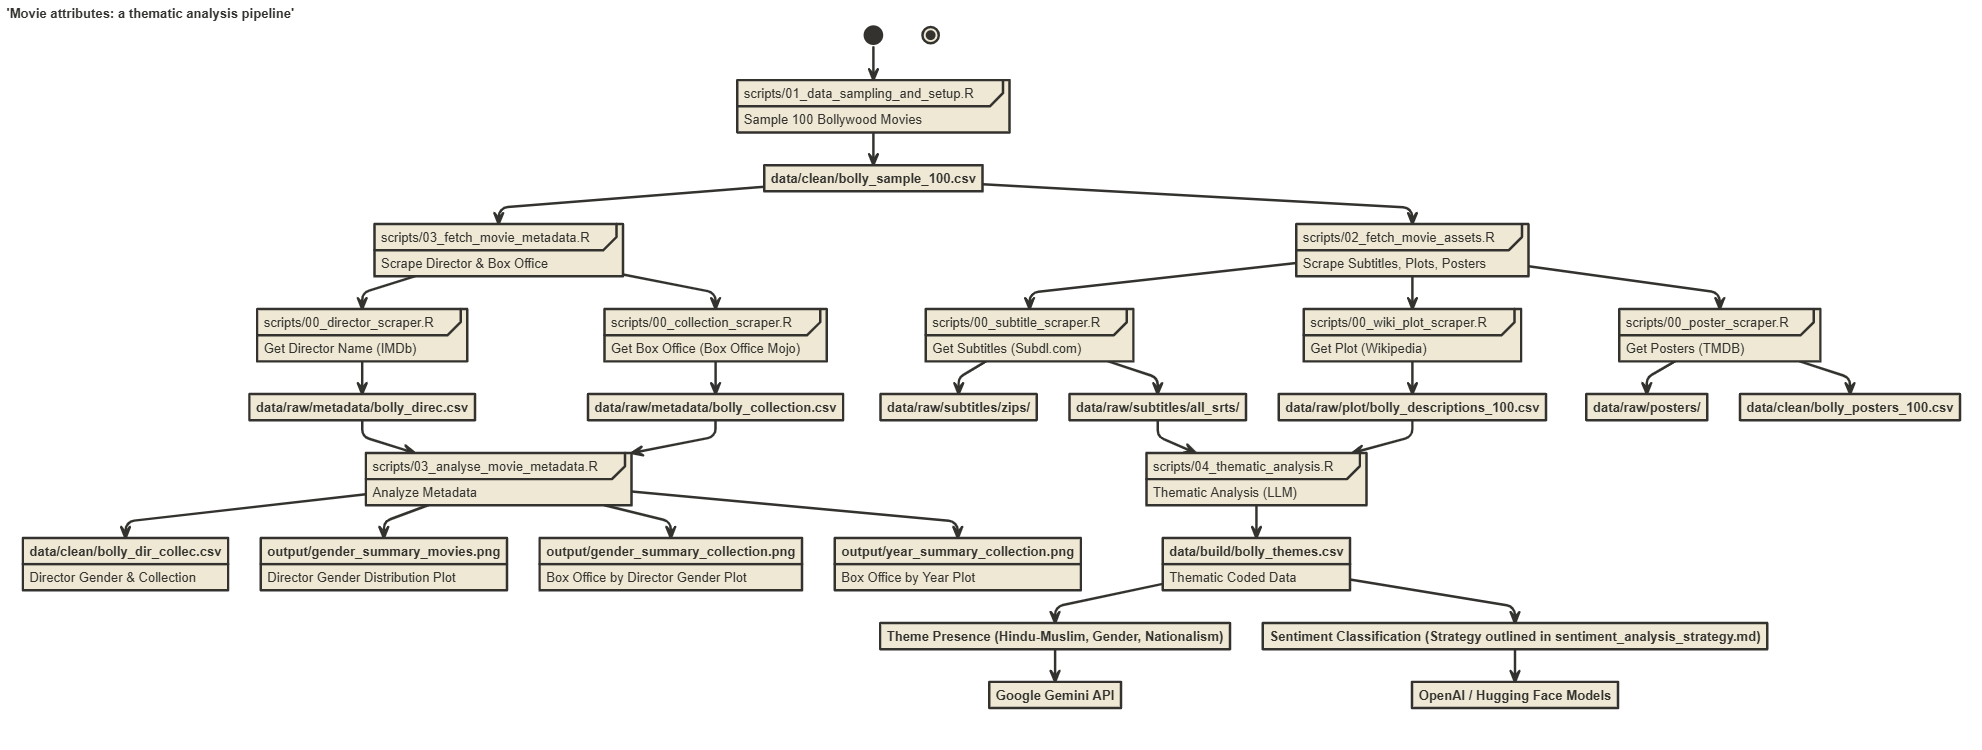 'Movie attributes: a thematic analysis pipeline'
scripts/01_data_sampling_and_setup.R
Sample 100 Bollywood Movies
data/clean/bolly_sample_100.csv
scripts/03_fetch_movie_metadata.R
Scrape Director & Box Office
scripts/02_fetch_movie_assets.R
Scrape Subtitles, Plots, Posters
scripts/00_director_scraper.R
Get Director Name (IMDb)
scripts/00_collection_scraper.R
Get Box Office (Box Office Mojo)
scripts/00_subtitle_scraper.R
Get Subtitles (Subdl.com)
scripts/00_wiki_plot_scraper.R
Get Plot (Wikipedia)
scripts/00_poster_scraper.R
Get Posters (TMDB)
data/raw/metadata/bolly_direc.csv
data/raw/metadata/bolly_collection.csv
data/raw/subtitles/zips/
data/raw/subtitles/all_srts/
data/raw/plot/bolly_descriptions_100.csv
data/raw/posters/
data/clean/bolly_posters_100.csv
scripts/03_analyse_movie_metadata.R
Analyze Metadata
scripts/04_thematic_analysis.R
Thematic Analysis (LLM)
data/clean/bolly_dir_collec.csv
Director Gender & Collection
output/gender_summary_movies.png
Director Gender Distribution Plot
output/gender_summary_collection.png
Box Office by Director Gender Plot
output/year_summary_collection.png
Box Office by Year Plot
data/build/bolly_themes.csv
Thematic Coded Data
Theme Presence (Hindu-Muslim, Gender, Nationalism)
Sentiment Classification (Strategy outlined in sentiment_analysis_strategy.md)
Google Gemini API
OpenAI / Hugging Face Models